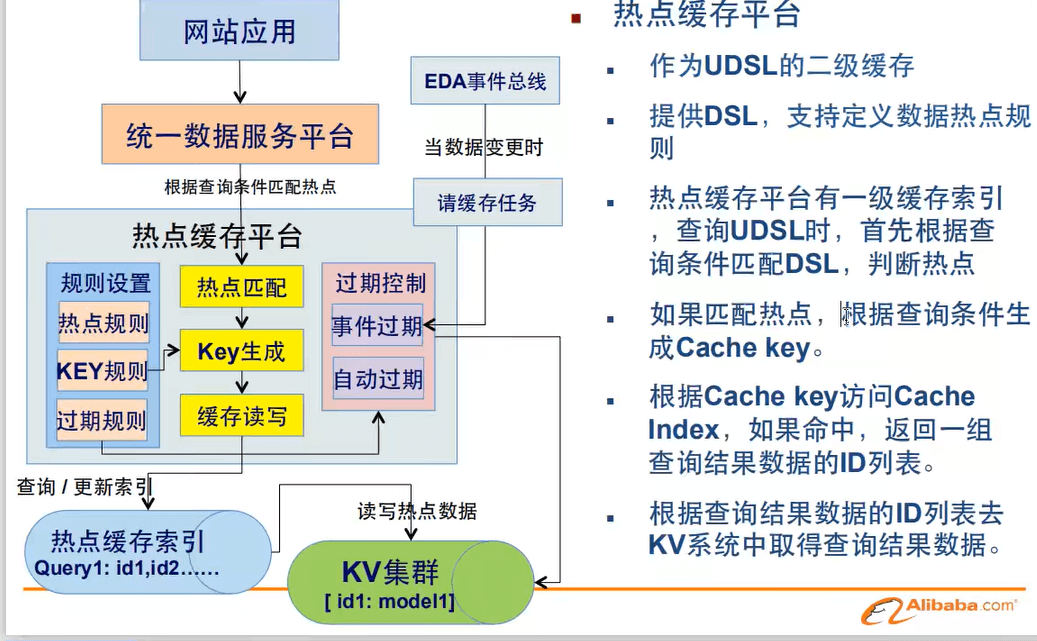 网站应用
统一数据服务平台
根据查询条件匹配热点
EDA事件总线
当数据变更时
请缓存任务
热点缓存平台
规则设置
热点规则
KEY规则
过期规则
热点匹配
Key生成
缓存读写
过期控制
事件过期
自动过期
查询 / 更新索引
热点缓存索引
Query1: id1,id2......
读写热点数据
KV集群
[ id1: model1]
热点缓存平台
作为UDSL的二级缓存
提供DSL，支持定义数据热点规
则
热点缓存平台有一级缓存索引
，查询UDSL时，首先根据查
询条件匹配DSL，判断热点
如果匹配热点，根据查询条件生
成Cache key。
根据Cache key访问Cache
Index，如果命中，返回一组
查询结果数据的ID列表。
根据查询结果数据的ID列表去
KV系统中取得查询结果数据。
Alibaba.com®